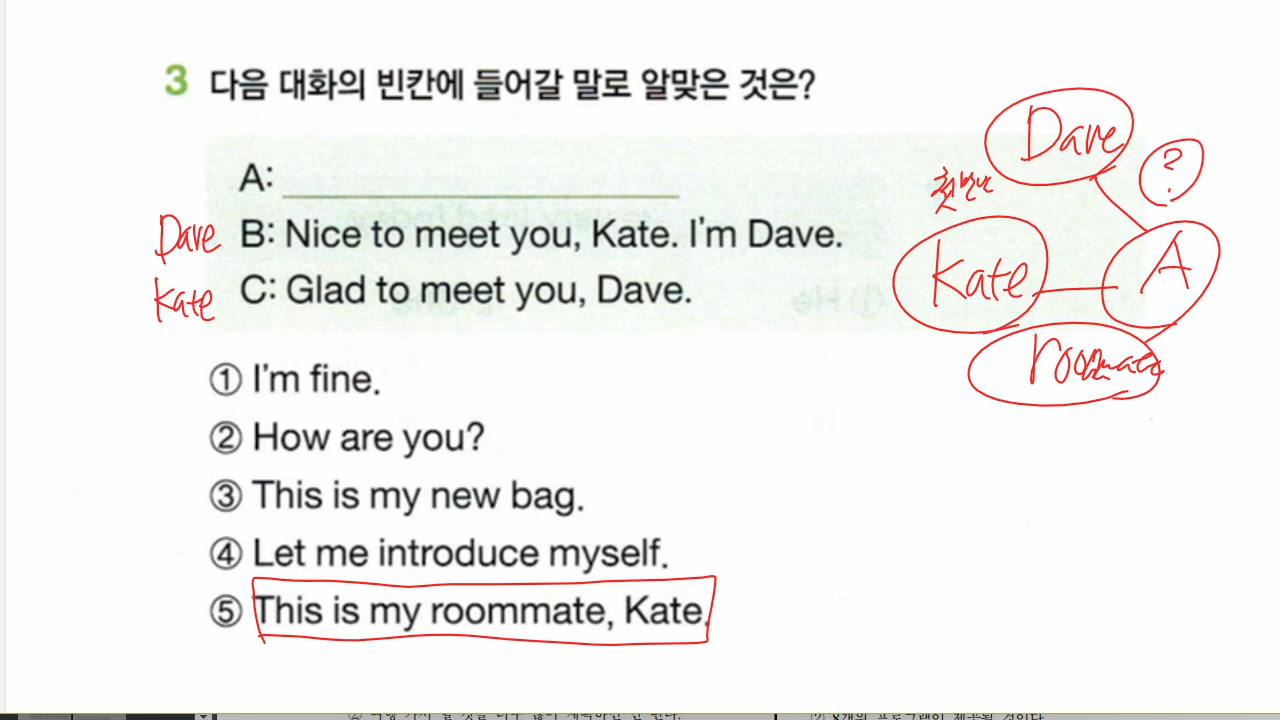 3 다음 대화의 빈칸에 들어갈 말로 알맞은 것은?
A:
Dave B: Nice to meet you, Kate. I'm Dave.
Kate C: Glad to meet you, Dave.
① I'm fine.
② How are you?
③ This is my new bag.
④ Let me introduce myself.
⑤ This is my roommate, Kate.
Dave
?
첫만남
Kate
A
roommate